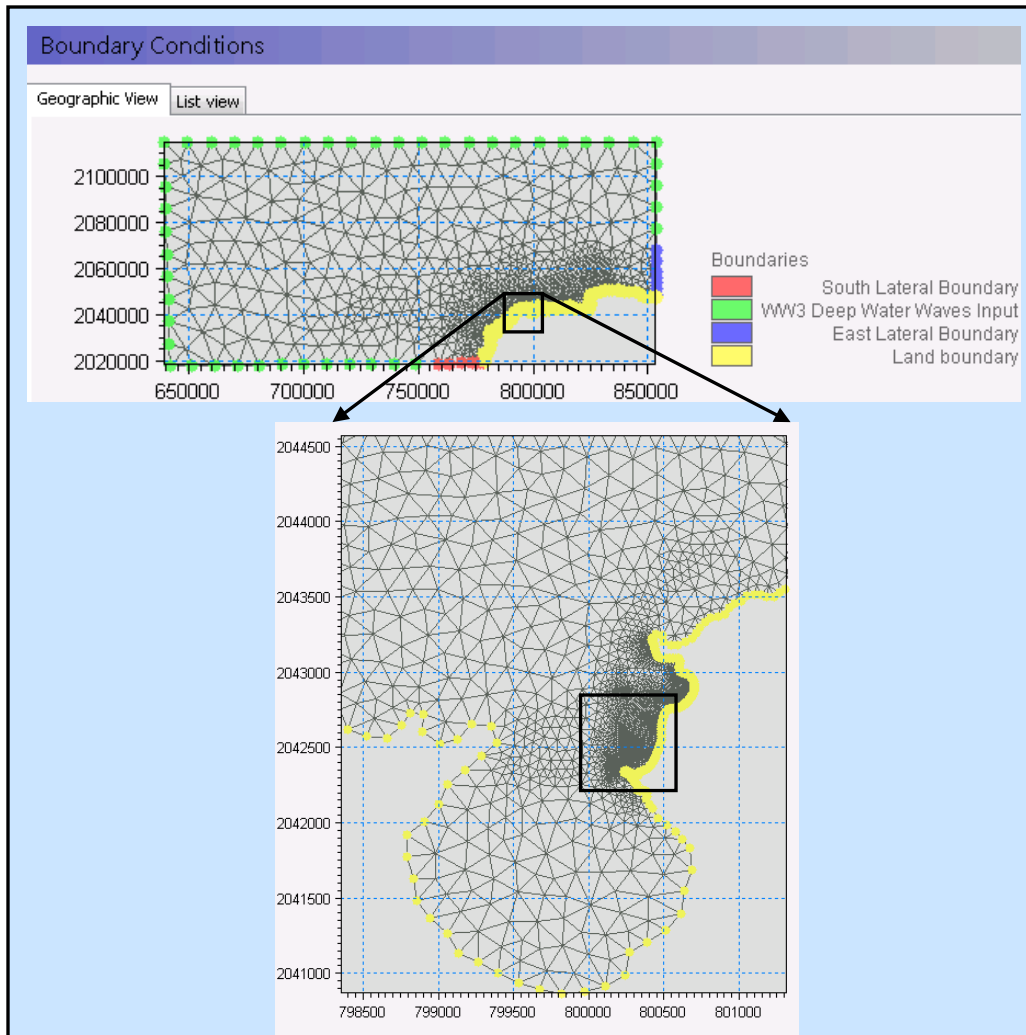 Boundary Conditions
Geographic View
List view
2100000
2080000
2060000
2040000
2020000
650000 700000 750000 800000 850000
Boundaries
South Lateral Boundary
WW3 Deep Water Waves Input
East Lateral Boundary
Land boundary
2044500
2044000
2043500
2043000
2042500
2042000
2041500
2041000
798500 799000 799500 800000 800500 801000